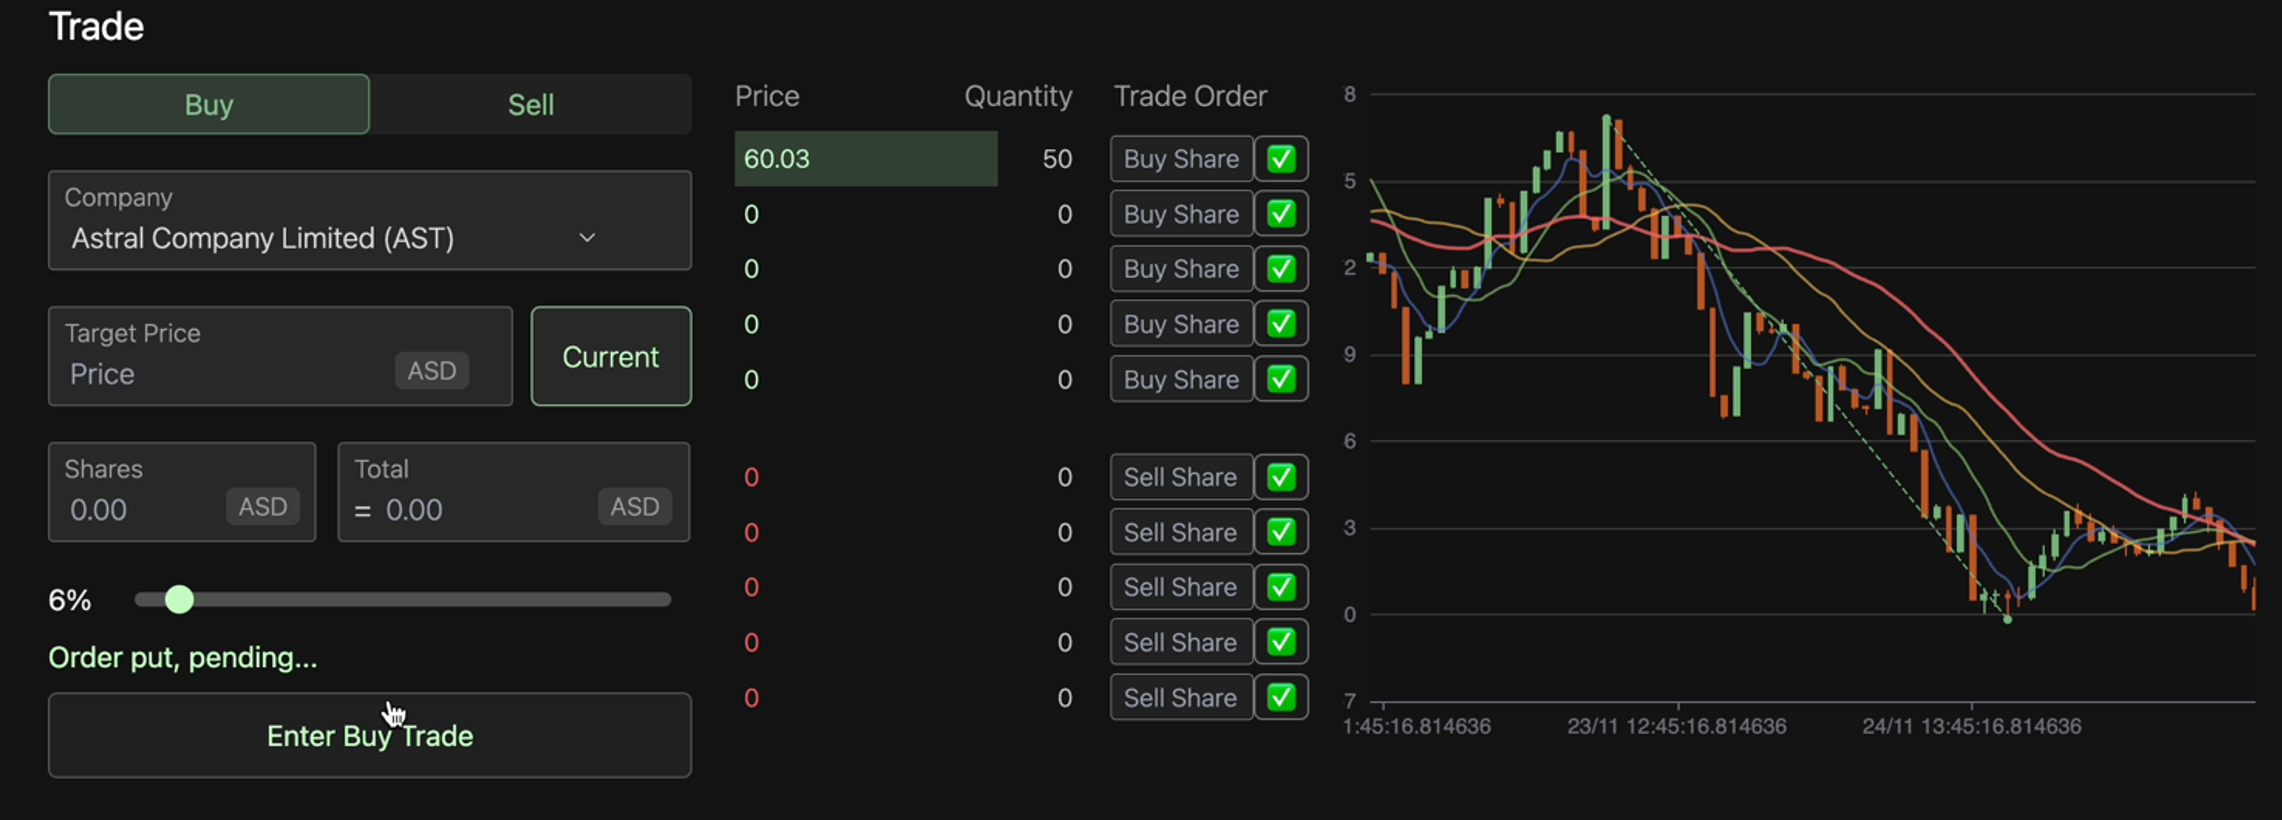 Trade
Buy Sell
Company
Astral Company Limited (AST)
Target Price
Price ASD
Current
Shares
0.00 ASD
Total
= 0.00 ASD
6%
Order put, pending...
Enter Buy Trade
Price Quantity Trade Order
60.03 50 Buy Share
0 0 Buy Share
0 0 Buy Share
0 0 Buy Share
0 0 Buy Share
0 0 Sell Share
0 0 Sell Share
0 0 Sell Share
0 0 Sell Share
0 0 Sell Share
8
5
2
9
6
3
0
7
1:45:16.814636 23/11 12:45:16.814636 24/11 13:45:16.814636